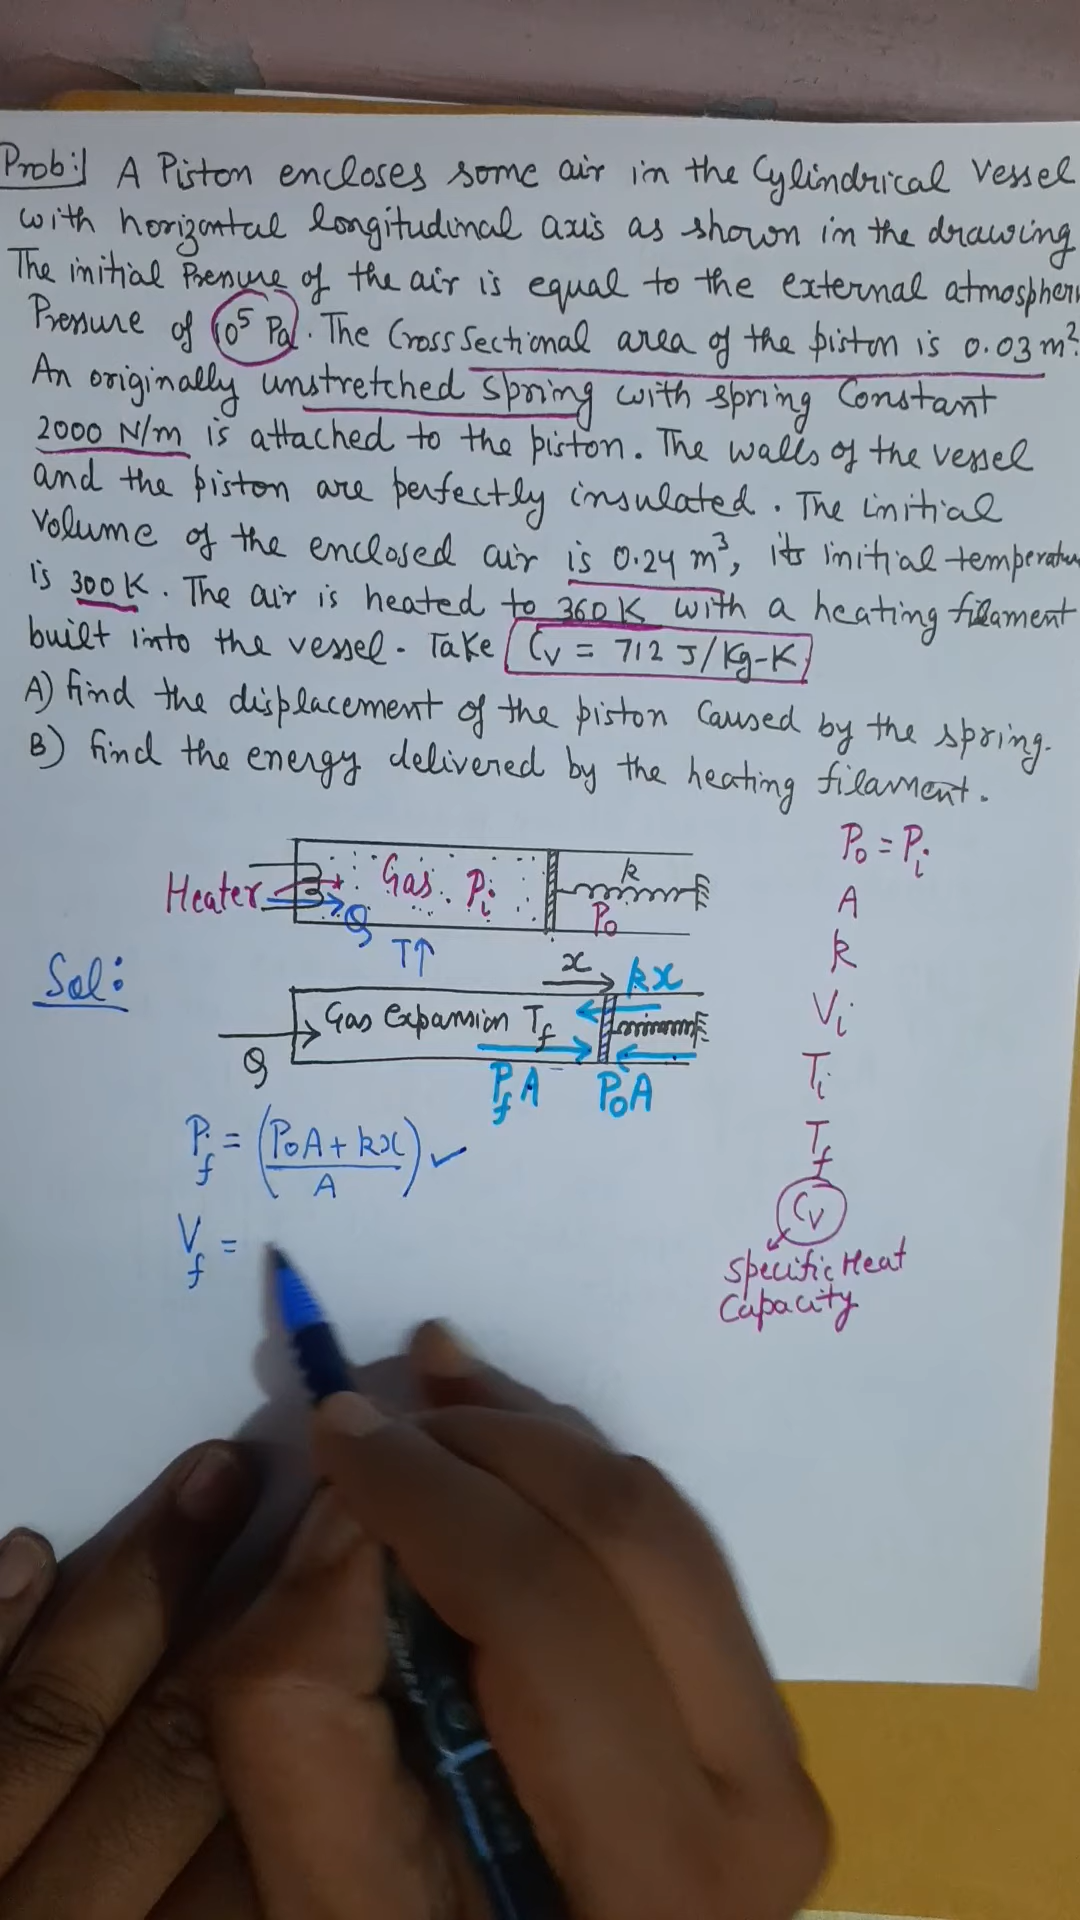 Prob:| A Piston encloses some air in the Cylindrical Vessel
with horizontal longitudinal axis as shown in the drawing
The initial Pressure of the air is equal to the external atmospheri
Pressure of 10⁵ Pa. The Cross Sectional area of the piston is 0.03 m².
An originally unstretched spring with spring Constant
2000 N/m is attached to the piston. The walls of the vessel
and the piston are perfectly insulated. The initial
Volume of the enclosed air is 0.24 m³, its initial temperatur
is 300 K. The air is heated to 360 K with a heating filament
built into the vessel. Take Cv = 712 J/Kg-K
A) find the displacement of the piston Caused by the spring.
B) find the energy delivered by the heating filament.
P₀ = Pi
A
k
Vi
Ti
Tf
Cv
Specific Heat
Capacity
Heater
Gas Pi
k
P₀
Q
T↑
Sol:
x
kx
Gas Expansion Tf
Q
PfA
P₀A
Pf = (P₀A + kx / A) ✓
Vf =